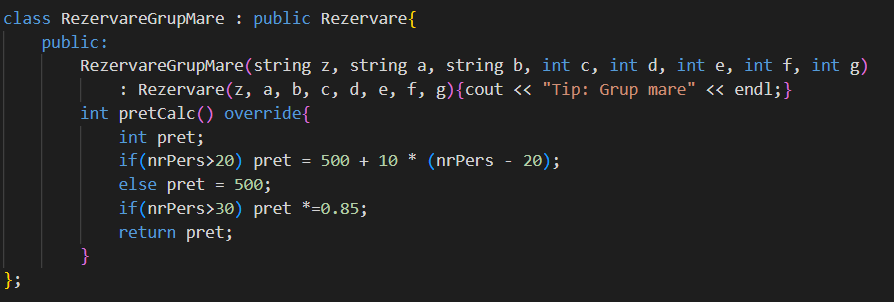 class RezervareGrupMare : public Rezervare{
    public:
        RezervareGrupMare(string z, string a, string b, int c, int d, int e, int f, int g)
            : Rezervare(z, a, b, c, d, e, f, g){cout << "Tip: Grup mare" << endl;}
        int pretCalc() override{
            int pret;
            if(nrPers>20) pret = 500 + 10 * (nrPers - 20);
            else pret = 500;
            if(nrPers>30) pret *=0.85;
            return pret;
        }
};